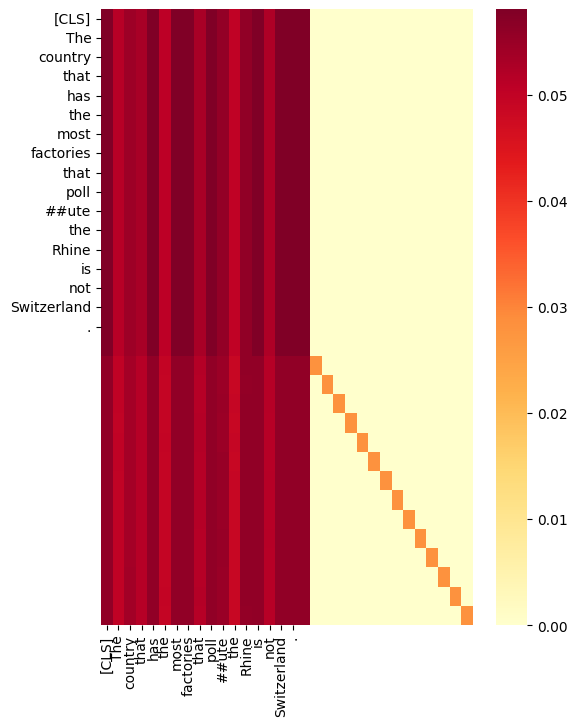 [CLS]
The
country
that
has
the
most
factories
that
poll
##ute
the
Rhine
is
not
Switzerland
.
0.05
0.04
0.03
0.02
0.01
0.00
[CLS]
The
country
that
has
the
most
factories
that
poll
##ute
the
Rhine
is
not
Switzerland
.